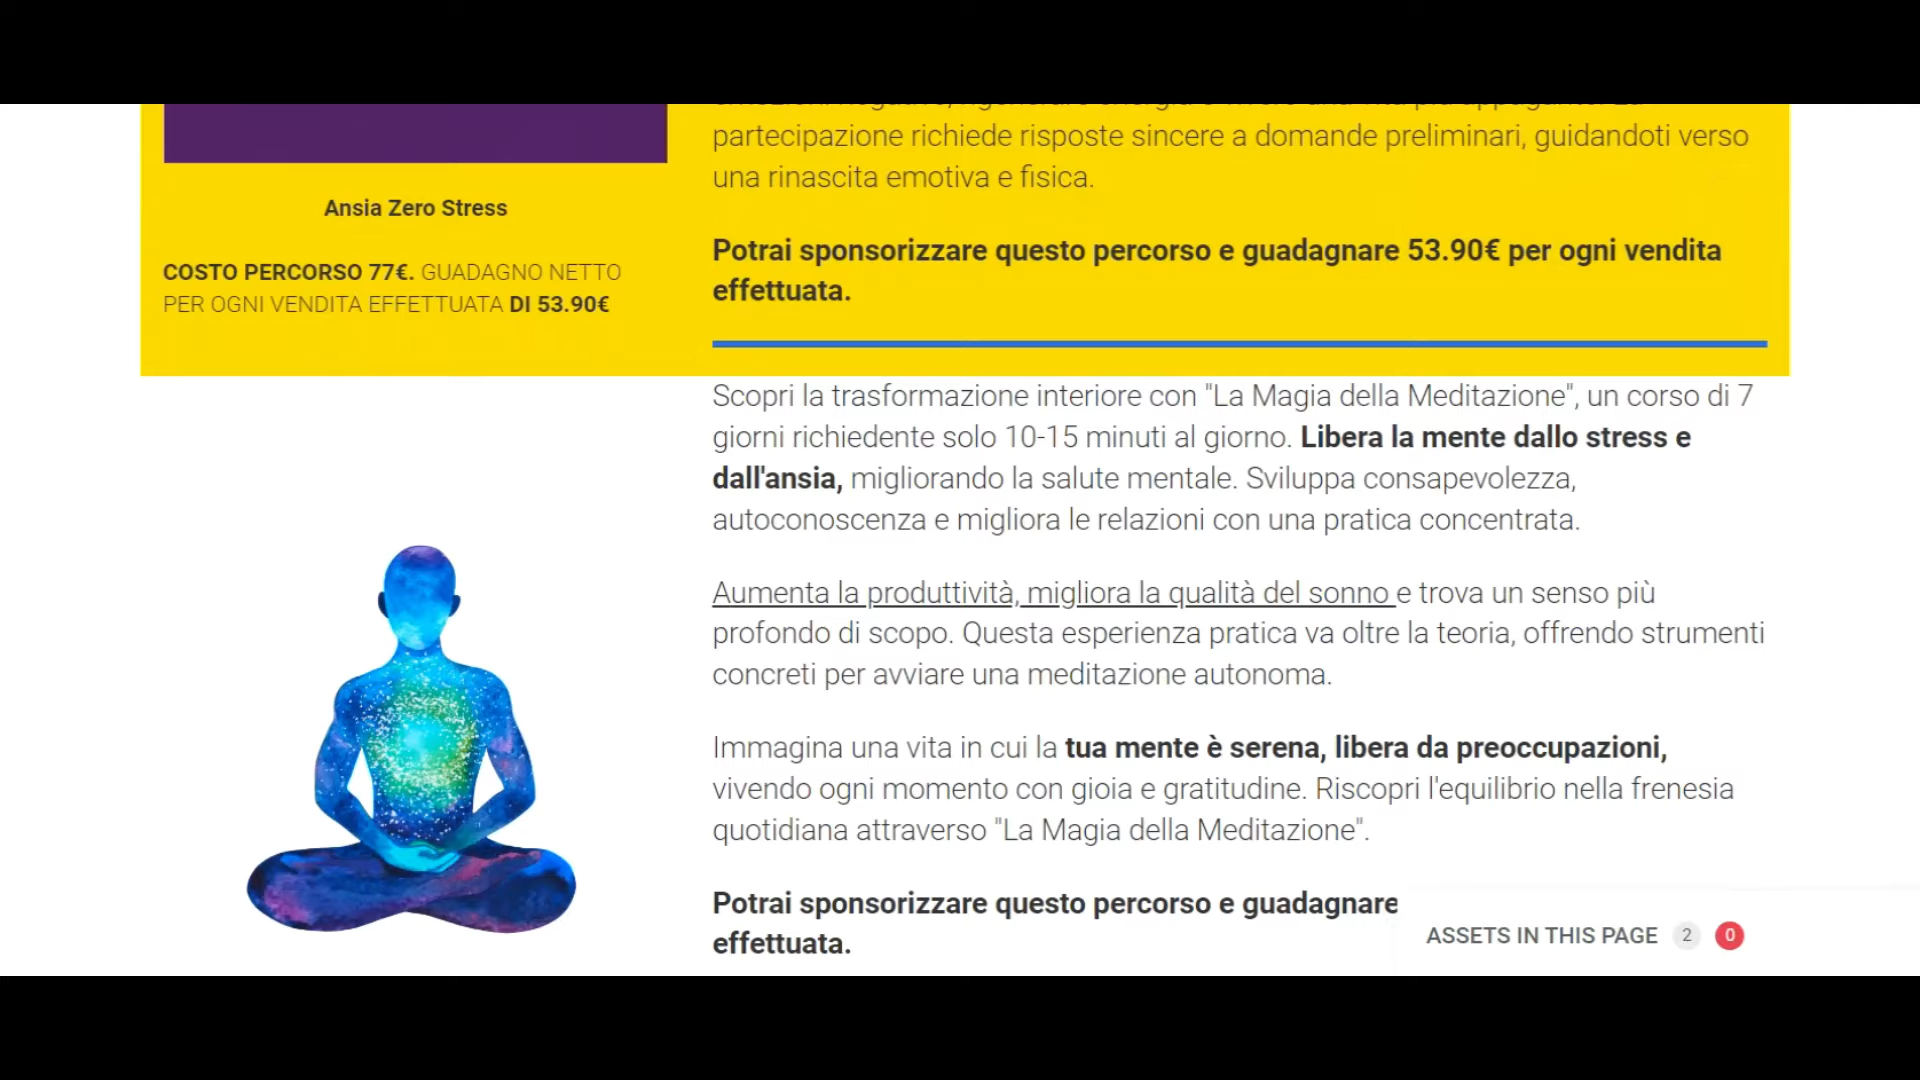 partecipazione richiede risposte sincere a domande preliminari, guidandoti verso
una rinascita emotiva e fisica.
Ansia Zero Stress
COSTO PERCORSO 77€. GUADAGNO NETTO
PER OGNI VENDITA EFFETTUATA DI 53.90€
Potrai sponsorizzare questo percorso e guadagnare 53.90€ per ogni vendita
effettuata.
Scopri la trasformazione interiore con "La Magia della Meditazione", un corso di 7
giorni richiedente solo 10-15 minuti al giorno. Libera la mente dallo stress e
dall'ansia, migliorando la salute mentale. Sviluppa consapevolezza,
autoconoscenza e migliora le relazioni con una pratica concentrata.
Aumenta la produttività, migliora la qualità del sonno e trova un senso più
profondo di scopo. Questa esperienza pratica va oltre la teoria, offrendo strumenti
concreti per avviare una meditazione autonoma.
Immagina una vita in cui la tua mente è serena, libera da preoccupazioni,
vivendo ogni momento con gioia e gratitudine. Riscopri l'equilibrio nella frenesia
quotidiana attraverso "La Magia della Meditazione".
Potrai sponsorizzare questo percorso e guadagnare
effettuata.
ASSETS IN THIS PAGE 2 0